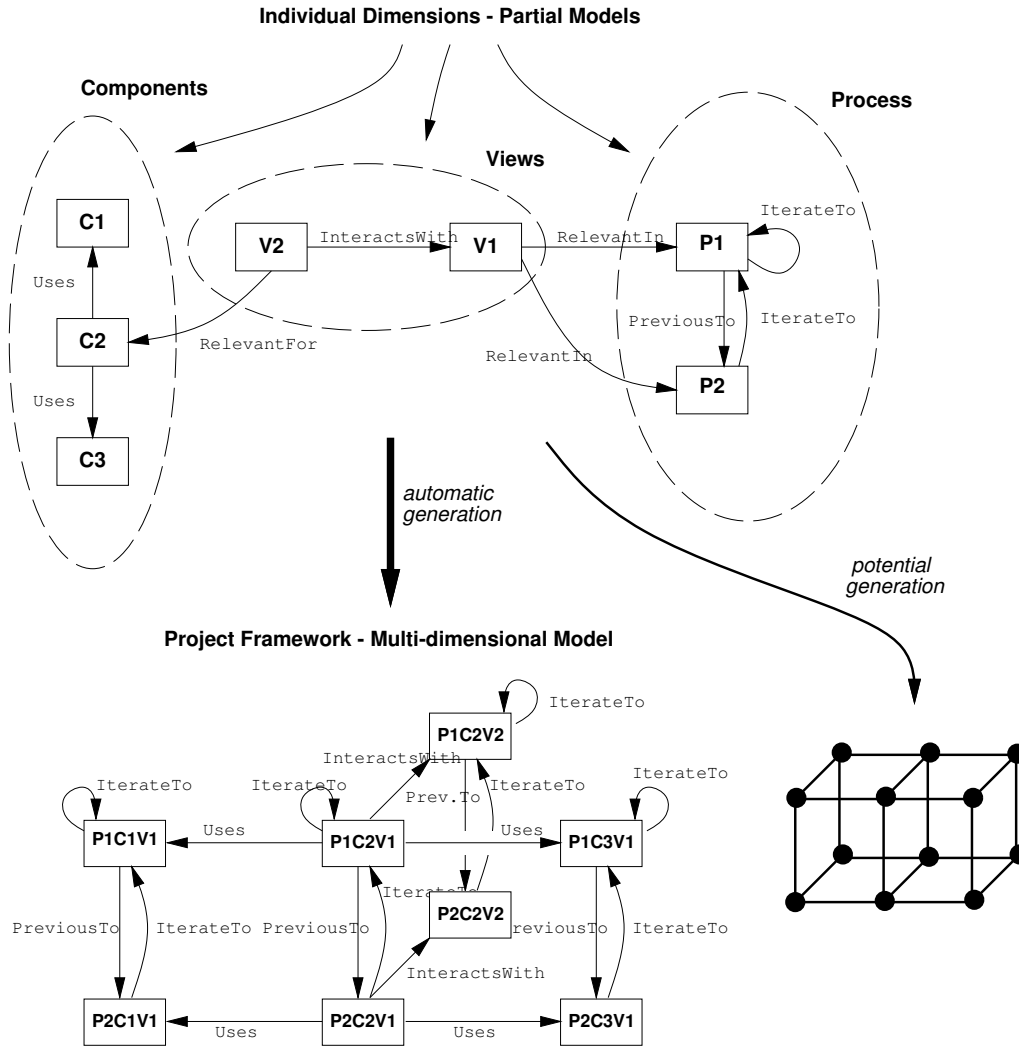 Individual Dimensions - Partial Models
Components
Process
Views
C1
V2
InteractsWith
V1
RelevantIn
P1
IterateTo
Uses
C2
RelevantFor
PreviousTo
IterateTo
RelevantIn
P2
Uses
C3
automatic
generation
potential
generation
Project Framework - Multi-dimensional Model
IterateTo
P1C2V2
InteractsWith
IterateTo
IterateTo
IterateTo
IterateTo
Prev.To
P1C1V1
Uses
P1C2V1
Uses
P1C3V1
IterateTo
P2C2V2
PreviousTo
IterateTo
PreviousTo
reviousTo
IterateTo
InteractsWith
P2C1V1
Uses
P2C2V1
Uses
P2C3V1